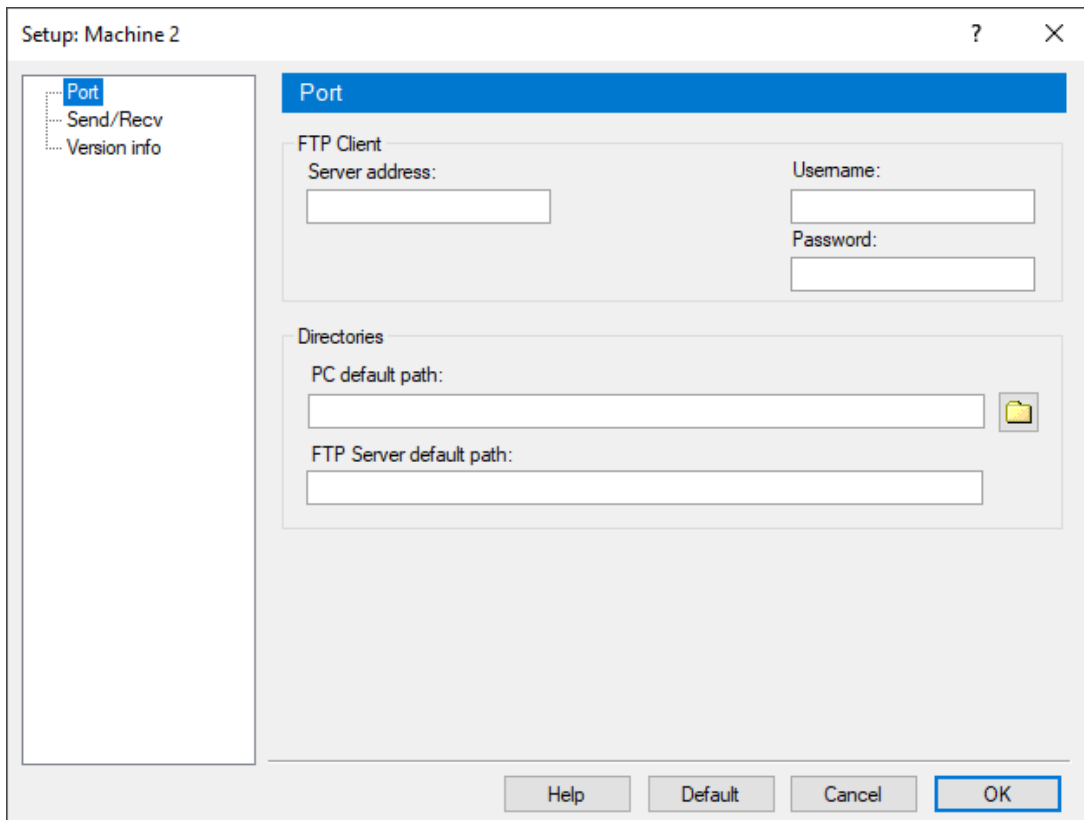 Setup: Machine 2
?
Port
Send/Recv
Version info
Port
FTP Client
Server address:
Username:
Password:
Directories
PC default path:
FTP Server default path:
Help
Default
Cancel
OK